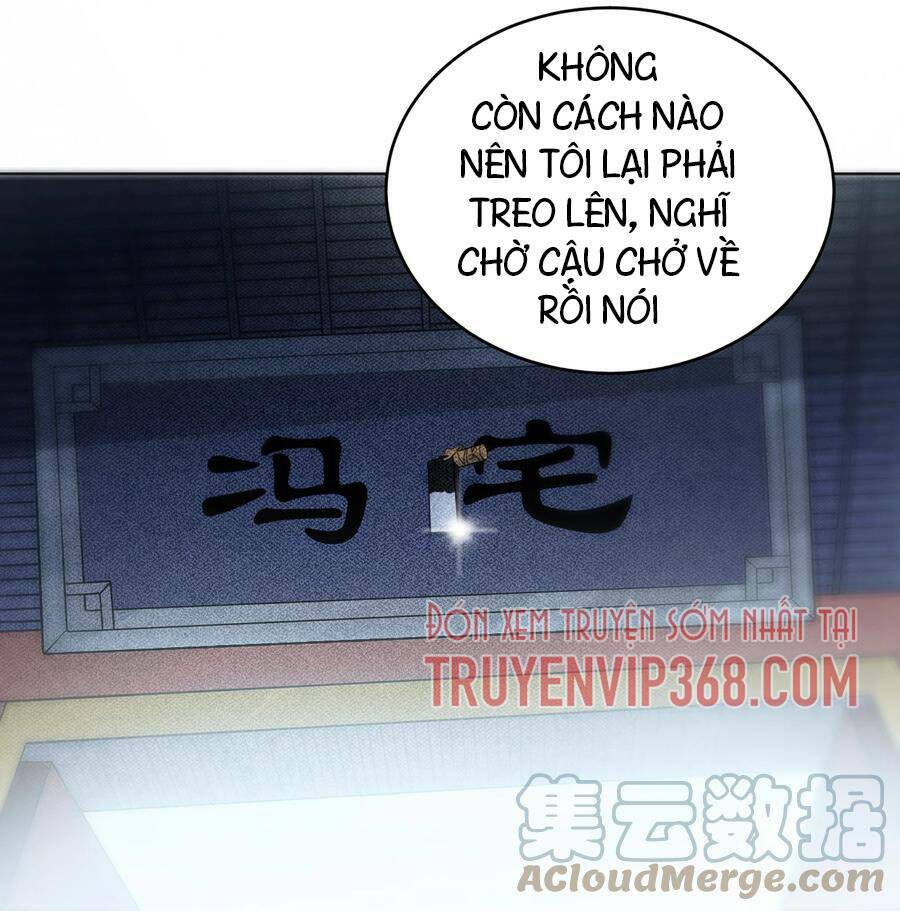 KHÔNG
CÒN CÁCH NÀO
NÊN TÔI LẠI PHẢI
TREO LÊN, NGHĨ
CHỜ CẬU CHỞ VỀ
RỒI NÓI
冯宅
ĐÓN XEM TRUYỆN SỚM NHẤT TẠI
TRUYENVIP368.COM
集云数据
ACloudMerge.com